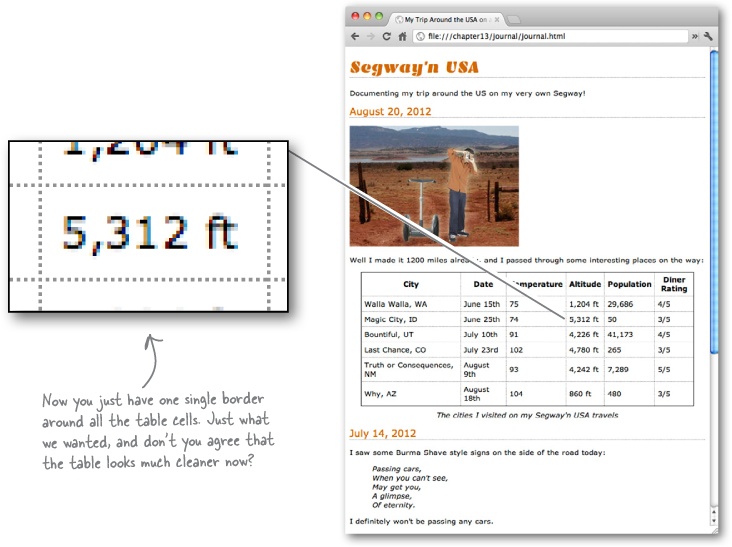 My Trip Around the USA on a
file:///chapter13/journal/journal.html
Segway'n USA
Documenting my trip around the US on my very own Segway!
August 20, 2012
Well I made it 1200 miles already, and I passed through some interesting places on the way:
City Date Temperature Altitude Population Diner Rating
Walla Walla, WA June 15th 75 1,204 ft 29,686 4/5
Magic City, ID June 25th 74 5,312 ft 50 3/5
Bountiful, UT July 10th 91 4,226 ft 41,173 4/5
Last Chance, CO July 23rd 102 4,780 ft 265 3/5
Truth or Consequences, NM August 9th 93 4,242 ft 7,289 5/5
Why, AZ August 18th 104 860 ft 480 3/5
The cities I visited on my Segway'n USA travels
July 14, 2012
I saw some Burma Shave style signs on the side of the road today:
Passing cars,
When you can't see,
May get you,
A glimpse,
Of eternity.
I definitely won't be passing any cars.
1,204 ft
5,312 ft
Now you just have one single border
around all the table cells. Just what
we wanted, and don't you agree that
the table looks much cleaner now?